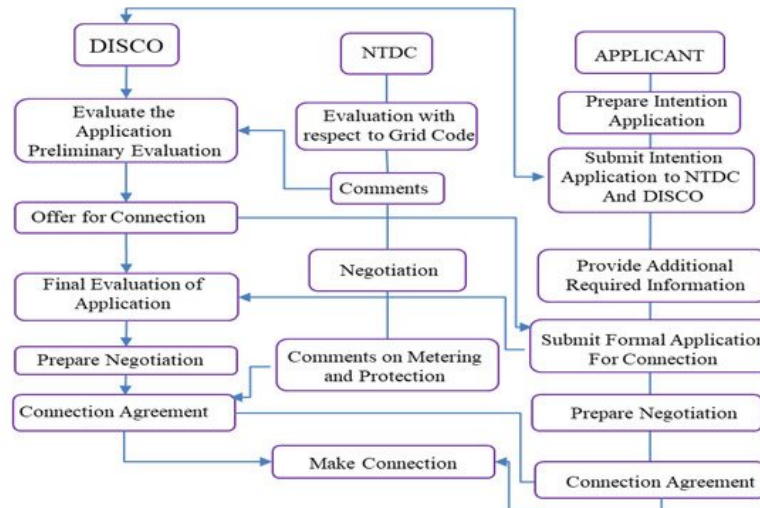 DISCO
Evaluate the
Application
Preliminary Evaluation
Offer for Connection
Final Evaluation of
Application
Prepare Negotiation
Connection Agreement
NTDC
Evaluation with
respect to Grid Code
Comments
Negotiation
Comments on Metering
and Protection
Make Connection
APPLICANT
Prepare Intention
Application
Submit Intention
Application to NTDC
And DISCO
Provide Additional
Required Information
Submit Formal Application
For Connection
Prepare Negotiation
Connection Agreement